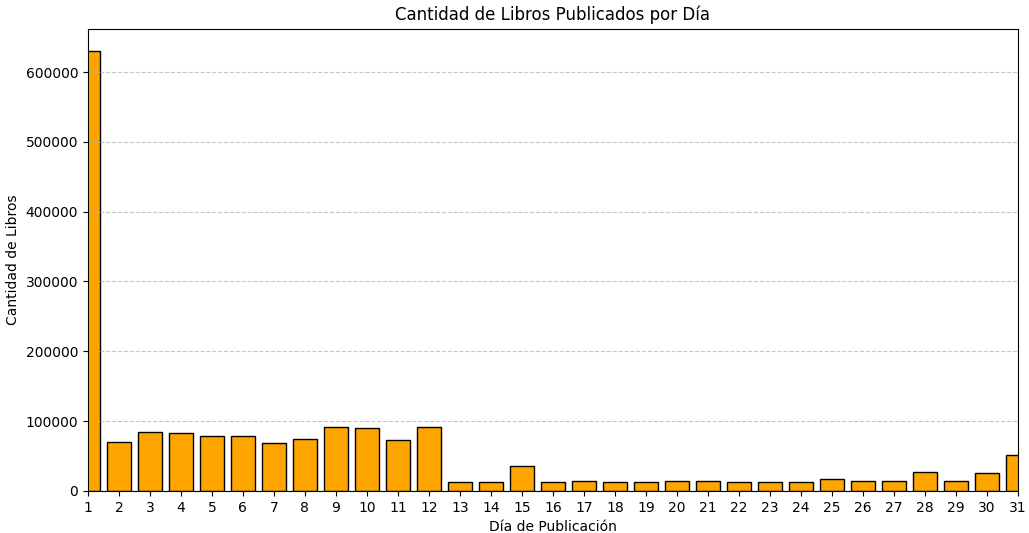 Cantidad de Libros Publicados por Día
Cantidad de Libros
600000
500000
400000
300000
200000
100000
0
1 2 3 4 5 6 7 8 9 10 11 12 13 14 15 16 17 18 19 20 21 22 23 24 25 26 27 28 29 30 31
Día de Publicación